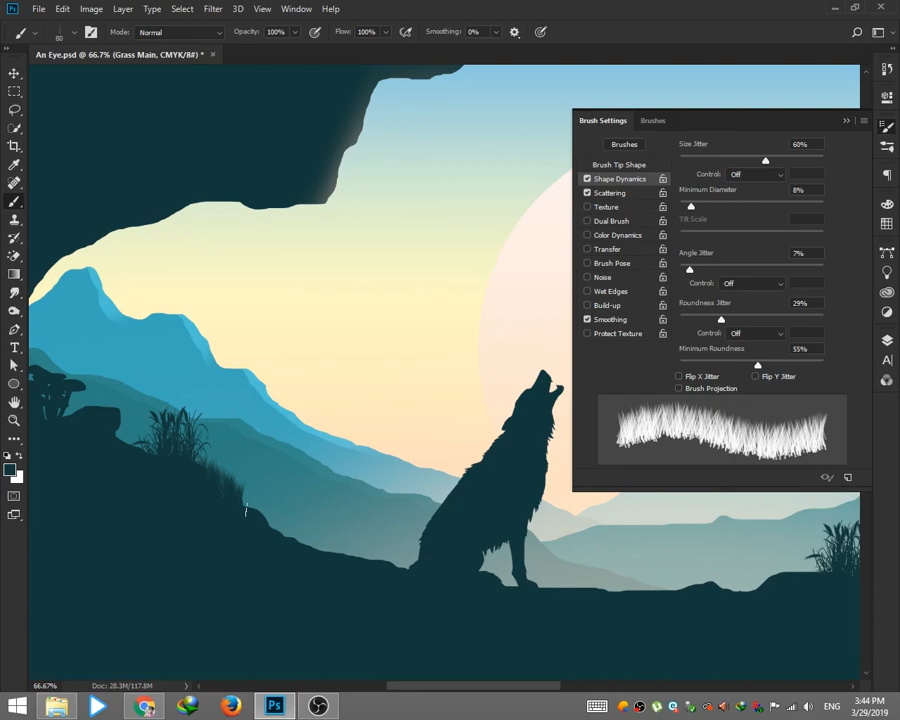 Ps File Edit Image Layer Type Select Filter 3D View Window Help
80 Mode: Normal Opacity: 100% Flow: 100% Smoothing: 0%
An Eye.psd @ 66.7% (Grass Main, CMYK/8#) * ×
Brush Settings Brushes
Brushes
Brush Tip Shape
Shape Dynamics
Scattering
Texture
Dual Brush
Color Dynamics
Transfer
Brush Pose
Noise
Wet Edges
Build-up
Smoothing
Protect Texture
Size Jitter 60%
Control: Off
Minimum Diameter 8%
Tilt Scale
Angle Jitter 7%
Control: Off
Roundness Jitter 29%
Control: Off
Minimum Roundness 55%
Flip X Jitter Flip Y Jitter
Brush Projection
66.67% Doc: 28.3M/117.8M
Ps
ENG
3:44 PM
3/29/2019